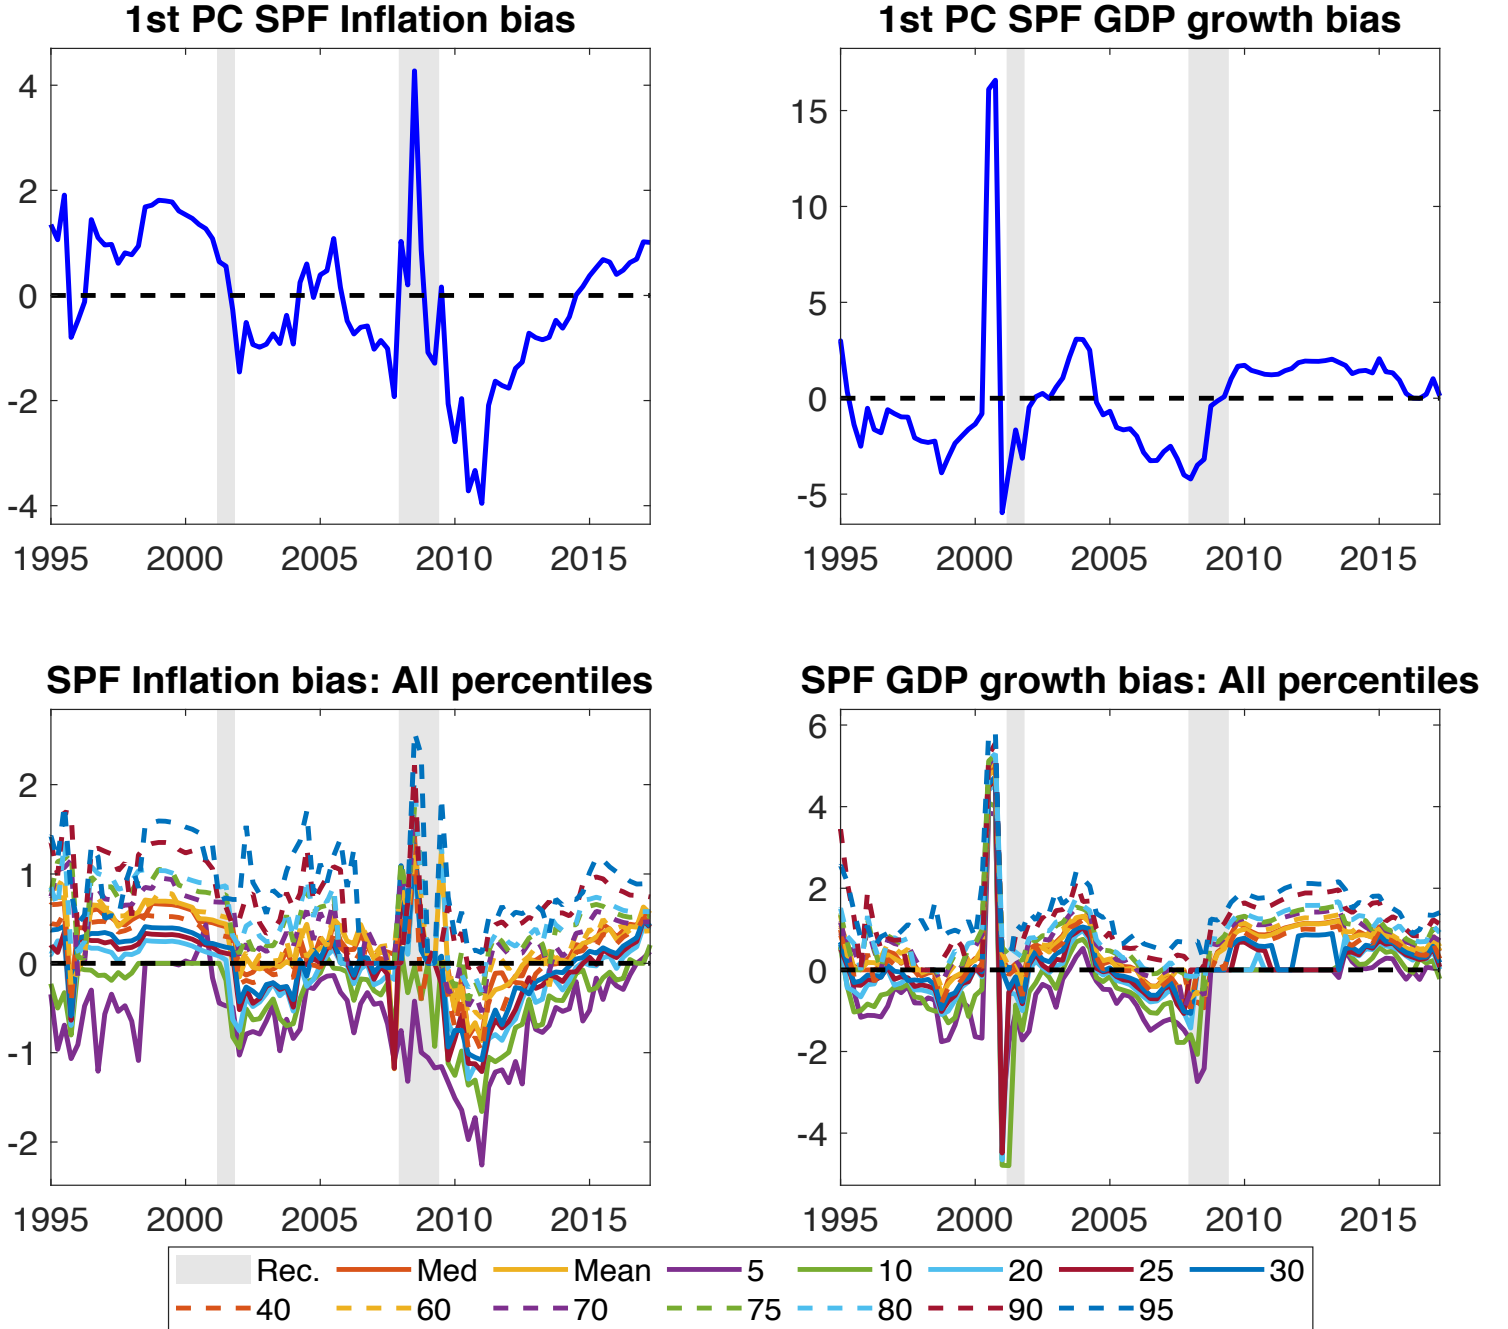 1st PC SPF Inflation bias
4
2
0
-2
-4
1995 2000 2005 2010 2015
1st PC SPF GDP growth bias
15
10
5
0
-5
1995 2000 2005 2010 2015
SPF Inflation bias: All percentiles
2
1
0
-1
-2
1995 2000 2005 2010 2015
SPF GDP growth bias: All percentiles
6
4
2
0
-2
-4
1995 2000 2005 2010 2015
Rec. Med Mean 5 10 20 25 30
40 60 70 75 80 90 95